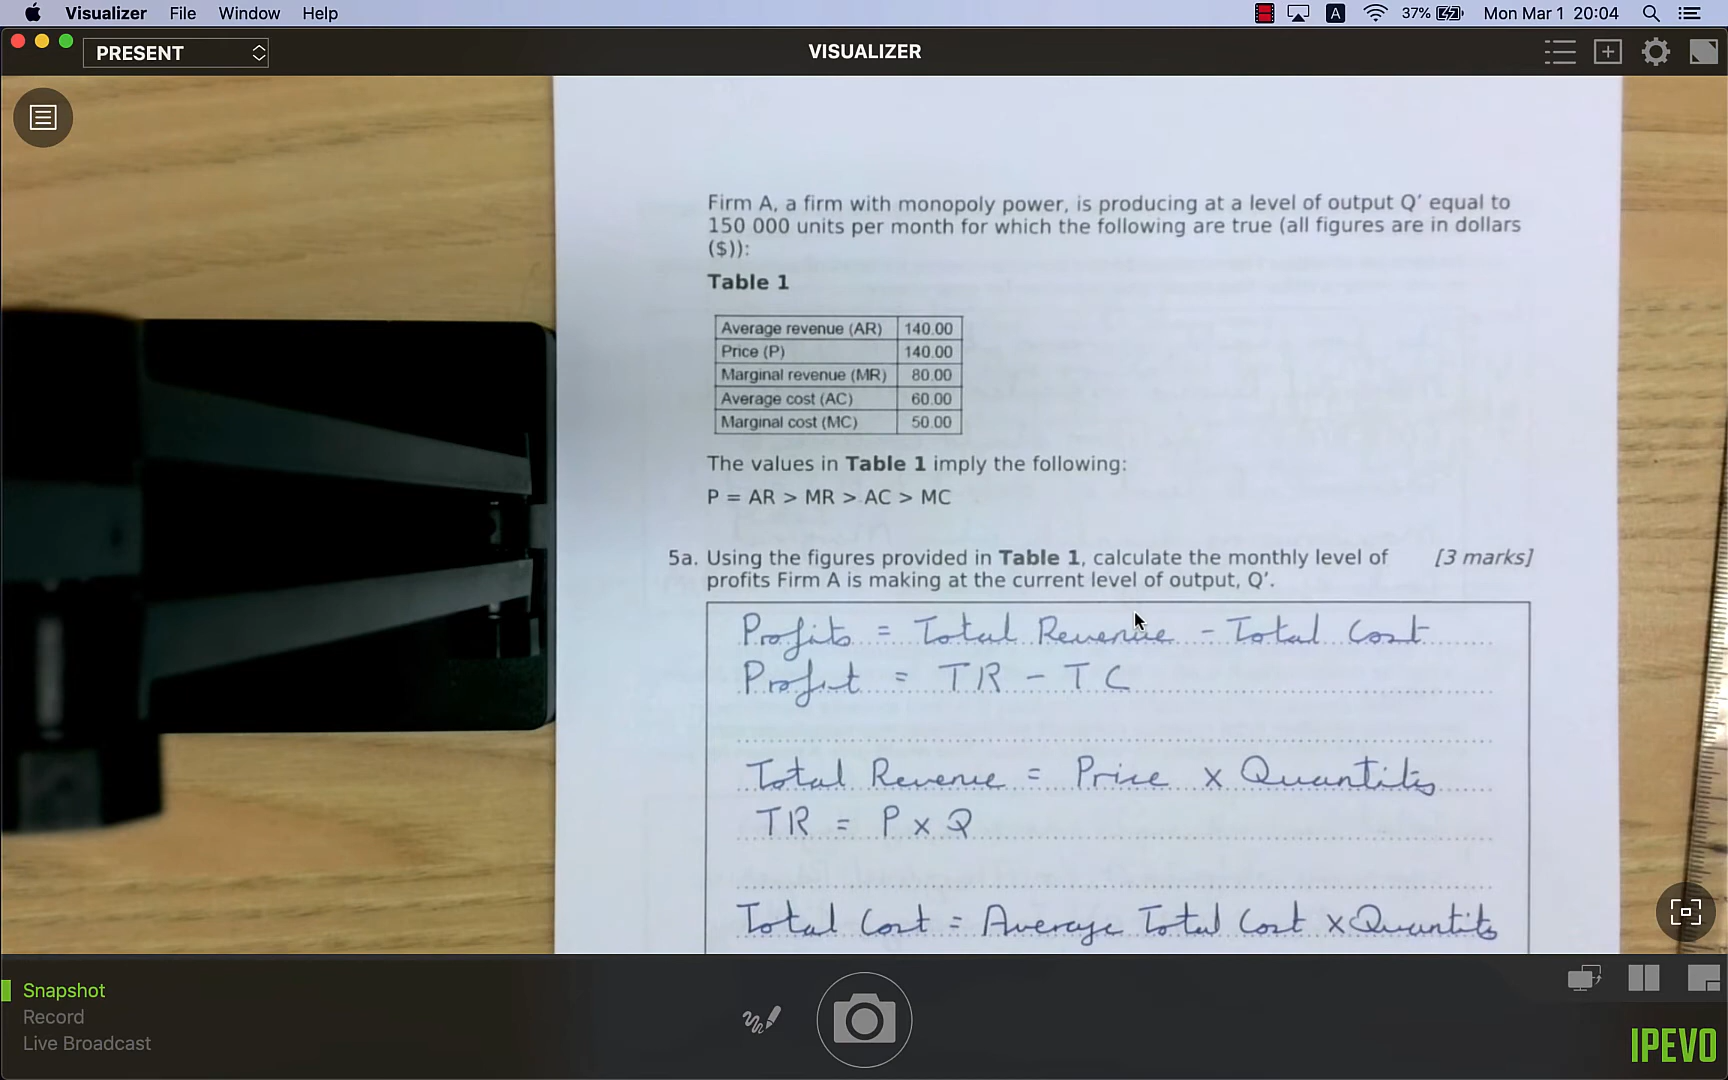 Visualizer File Window Help A 37% Mon Mar 1 20:04
PRESENT VISUALIZER
Firm A, a firm with monopoly power, is producing at a level of output Q’ equal to
150 000 units per month for which the following are true (all figures are in dollars
($)):
Table 1
Average revenue (AR) 140.00
Price (P) 140.00
Marginal revenue (MR) 80.00
Average cost (AC) 60.00
Marginal cost (MC) 50.00
The values in Table 1 imply the following:
P = AR > MR > AC > MC
5a. Using the figures provided in Table 1, calculate the monthly level of [3 marks]
profits Firm A is making at the current level of output, Q’.
Profits = Total Revenue - Total Cost
Profit = TR - TC
Total Revenue = Price x Quantity
TR = P x Q
Total Cost = Average Total Cost x Quantity
Snapshot
Record
Live Broadcast
IPEVO